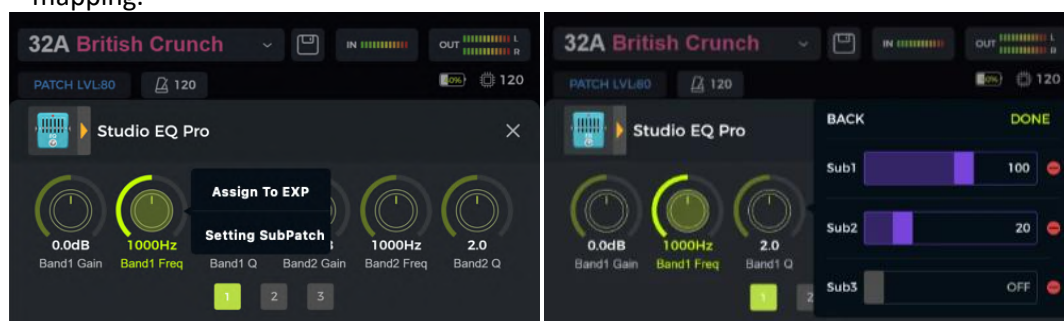 mapping.
32A British Crunch
IN
OUT
L
R
PATCH LVL:80
120
0%
120
Studio EQ Pro
Assign To EXP
Setting SubPatch
0.0dB
1000Hz
1000Hz
2.0
Band1 Gain
Band1 Freq
Band1 Q
Band2 Gain
Band2 Freq
Band2 Q
1
2
3
32A British Crunch
IN
OUT
L
R
PATCH LVL:80
120
0%
120
Studio EQ Pro
BACK
DONE
Sub1
100
Sub2
20
Sub3
OFF
0.0dB
1000Hz
2.0
Band1 Gain
Band1 Freq
Band1 Q
1
2